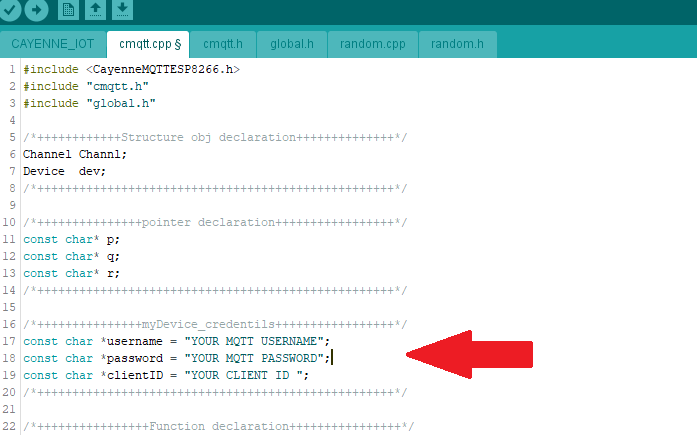 CAYENNE_IOT cmqtt.cpp § cmqtt.h global.h random.cpp random.h
1 #include <CayenneMQTTESP8266.h>
2 #include "cmqtt.h"
3 #include "global.h"
4
5 /*++++++++++++Structure obj declaration++++++++++++++*/
6 Channel Channl;
7 Device  dev;
8 /*+++++++++++++++++++++++++++++++++++++++++++++++++++*/
9
10 /*+++++++++++++++pointer declaration+++++++++++++++++*/
11 const char* p;
12 const char* q;
13 const char* r;
14 /*+++++++++++++++++++++++++++++++++++++++++++++++++++*/
15
16 /*+++++++++++++++myDevice_credentils+++++++++++++++++*/
17 const char *username = "YOUR MQTT USERNAME";
18 const char *password = "YOUR MQTT PASSWORD";
19 const char *clientID = "YOUR CLIENT ID ";
20 /*+++++++++++++++++++++++++++++++++++++++++++++++++++*/
21
22 /*++++++++++++++++Function declaration++++++++++++++++*/